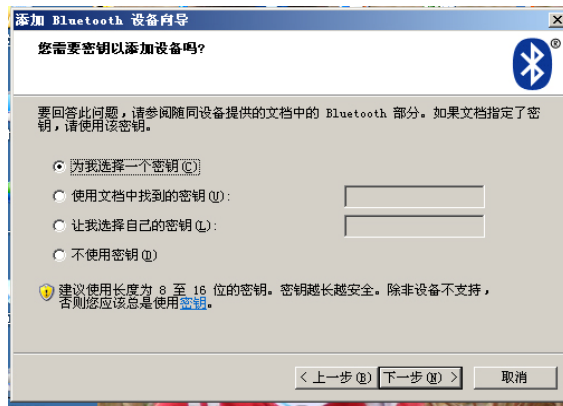 添加 Bluetooth 设备向导
您需要密钥以添加设备吗?
®
要回答此问题，请参阅随同设备提供的文档中的 Bluetooth 部分。如果文档指定了密
钥，请使用该密钥。
为我选择一个密钥(C)
使用文档中找到的密钥(U):
让我选择自己的密钥(L):
不使用密钥(D)
建议使用长度为 8 至 16 位的密钥。密钥越长越安全。除非设备不支持，
否则您应该总是使用密钥。
< 上一步(B) 下一步(N) > 取消